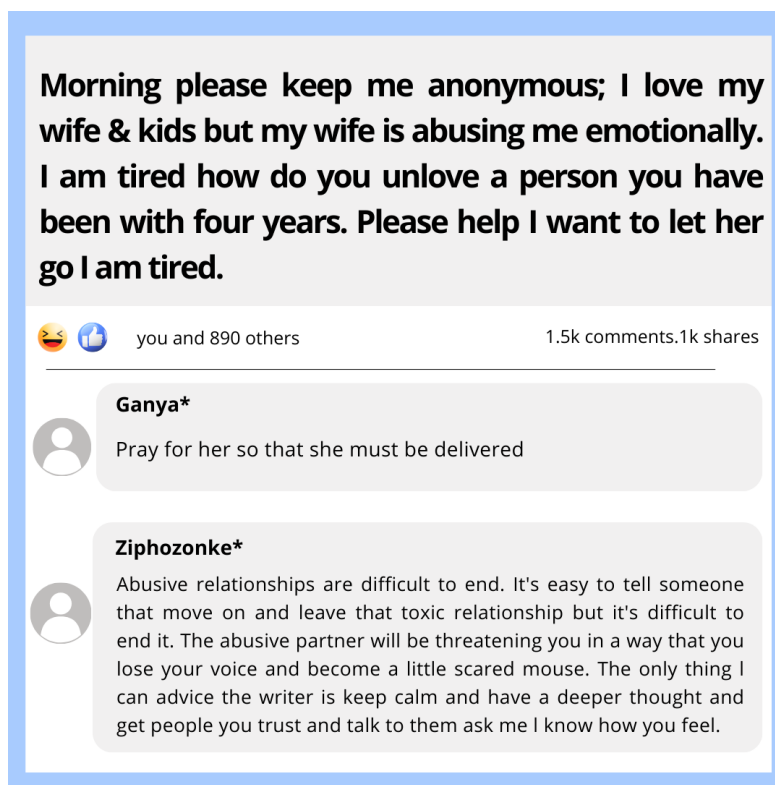 Morning please keep me anonymous; I love my
wife & kids but my wife is abusing me emotionally.
I am tired how do you unlove a person you have
been with four years. Please help I want to let her
go I am tired.
you and 890 others
1.5k comments.1k shares
Ganya*
Pray for her so that she must be delivered
Ziphozonke*
Abusive relationships are difficult to end. It's easy to tell someone
that move on and leave that toxic relationship but it's difficult to
end it. The abusive partner will be threatening you in a way that you
lose your voice and become a little scared mouse. The only thing l
can advice the writer is keep calm and have a deeper thought and
get people you trust and talk to them ask me l know how you feel.